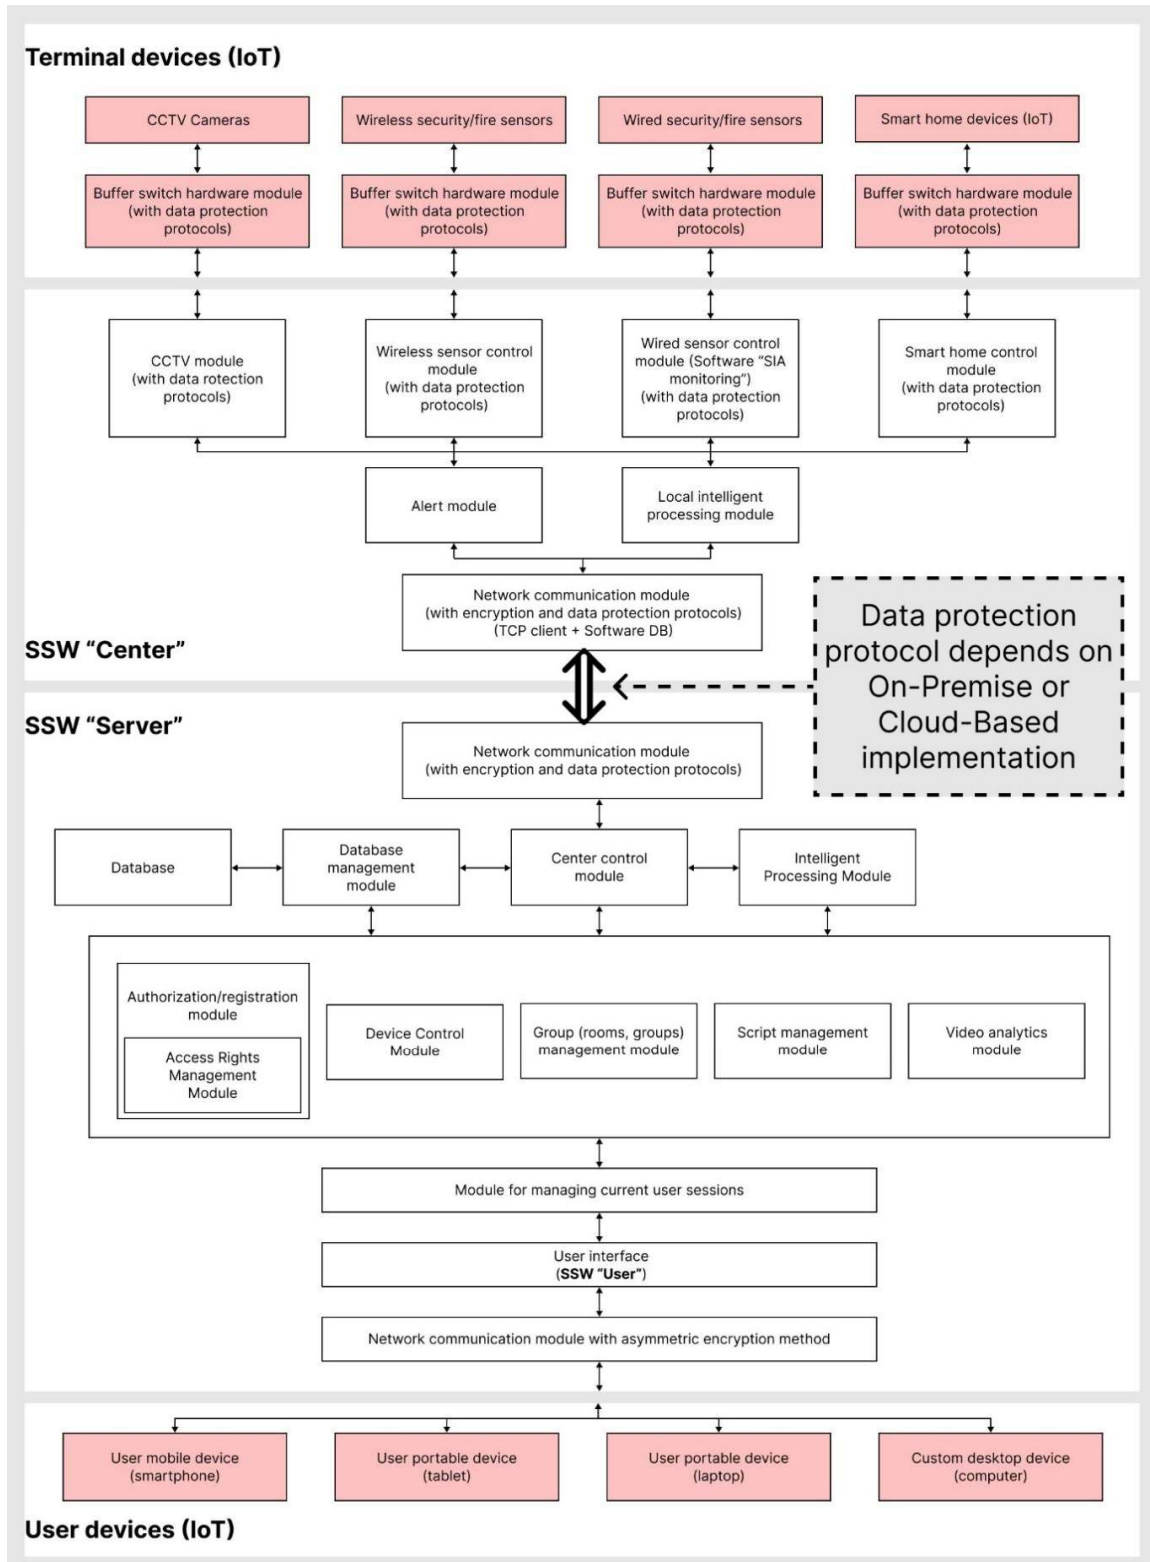 Terminal devices (IoT)
CCTV Cameras
Wireless security/fire sensors
Wired security/fire sensors
Smart home devices (IoT)
Buffer switch hardware module
(with data protection
protocols)
Buffer switch hardware module
(with data protection
protocols)
Buffer switch hardware module
(with data protection
protocols)
Buffer switch hardware module
(with data protection
protocols)
CCTV module
(with data rotection
protocols)
Wireless sensor control
module
(with data protection
protocols)
Wired sensor control
module (Software “SIA
monitoring”)
(with data protection
protocols)
Smart home control
module
(with data protection
protocols)
Alert module
Local intelligent
processing module
Network communication module
(with encryption and data protection protocols)
(TCP client + Software DB)
SSW “Center”
Data protection
protocol depends on
On-Premise or
Cloud-Based
implementation
SSW “Server”
Network communication module
(with encryption and data protection protocols)
Database
Database
management
module
Center control
module
Intelligent
Processing Module
Authorization/registration
module
Access Rights
Management
Module
Device Control
Module
Group (rooms, groups)
management module
Script management
module
Video analytics
module
Module for managing current user sessions
User interface
(SSW “User”)
Network communication module with asymmetric encryption method
User mobile device
(smartphone)
User portable device
(tablet)
User portable device
(laptop)
Custom desktop device
(computer)
User devices (IoT)